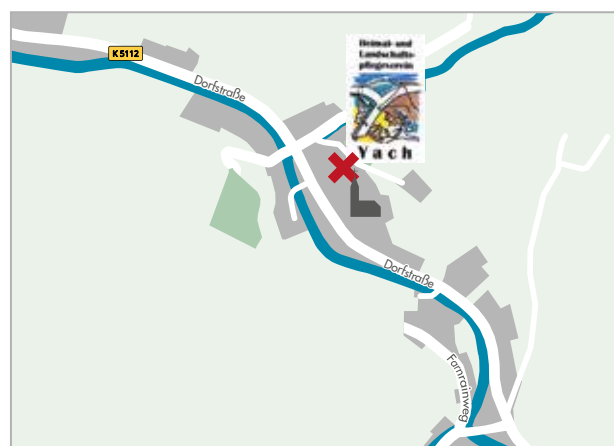 K5112
Dorfstraße
Heimat- und
Landschafts-
pflegeverein
Yach
Dorfstraße
Farnrainweg